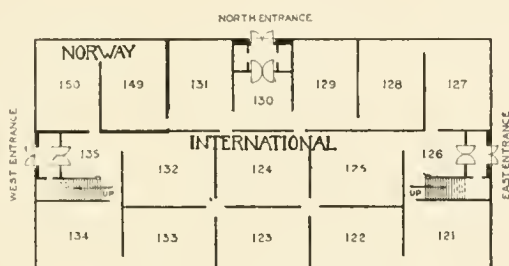 NORTH ENTRANCE
NORWAY
150 149 131 130 129 128 127
INTERNATIONAL
WEST ENTRANCE
135 132 124 125 126
EAST ENTRANCE
UP UP
134 133 123 122 121